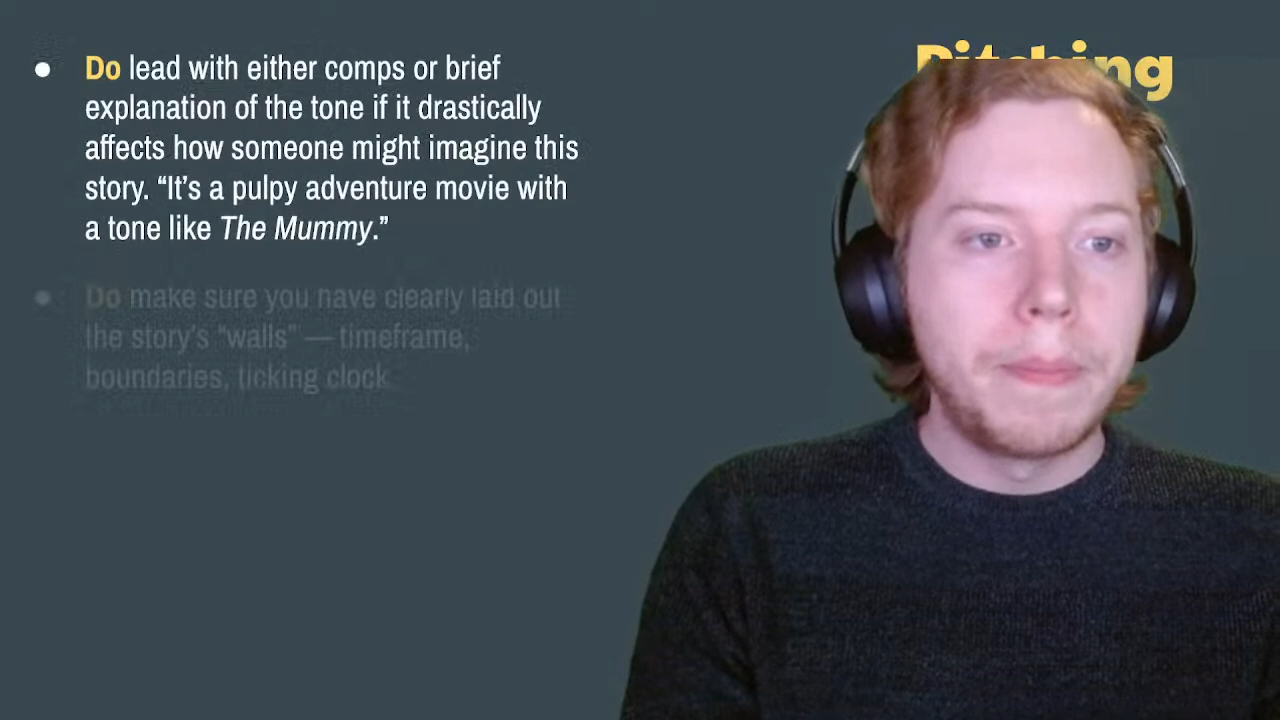 Pitching
● Do lead with either comps or brief
explanation of the tone if it drastically
affects how someone might imagine this
story. “It’s a pulpy adventure movie with
a tone like The Mummy.”
● Do make sure you have clearly laid out
the story’s “walls” — timeframe,
boundaries, ticking clock